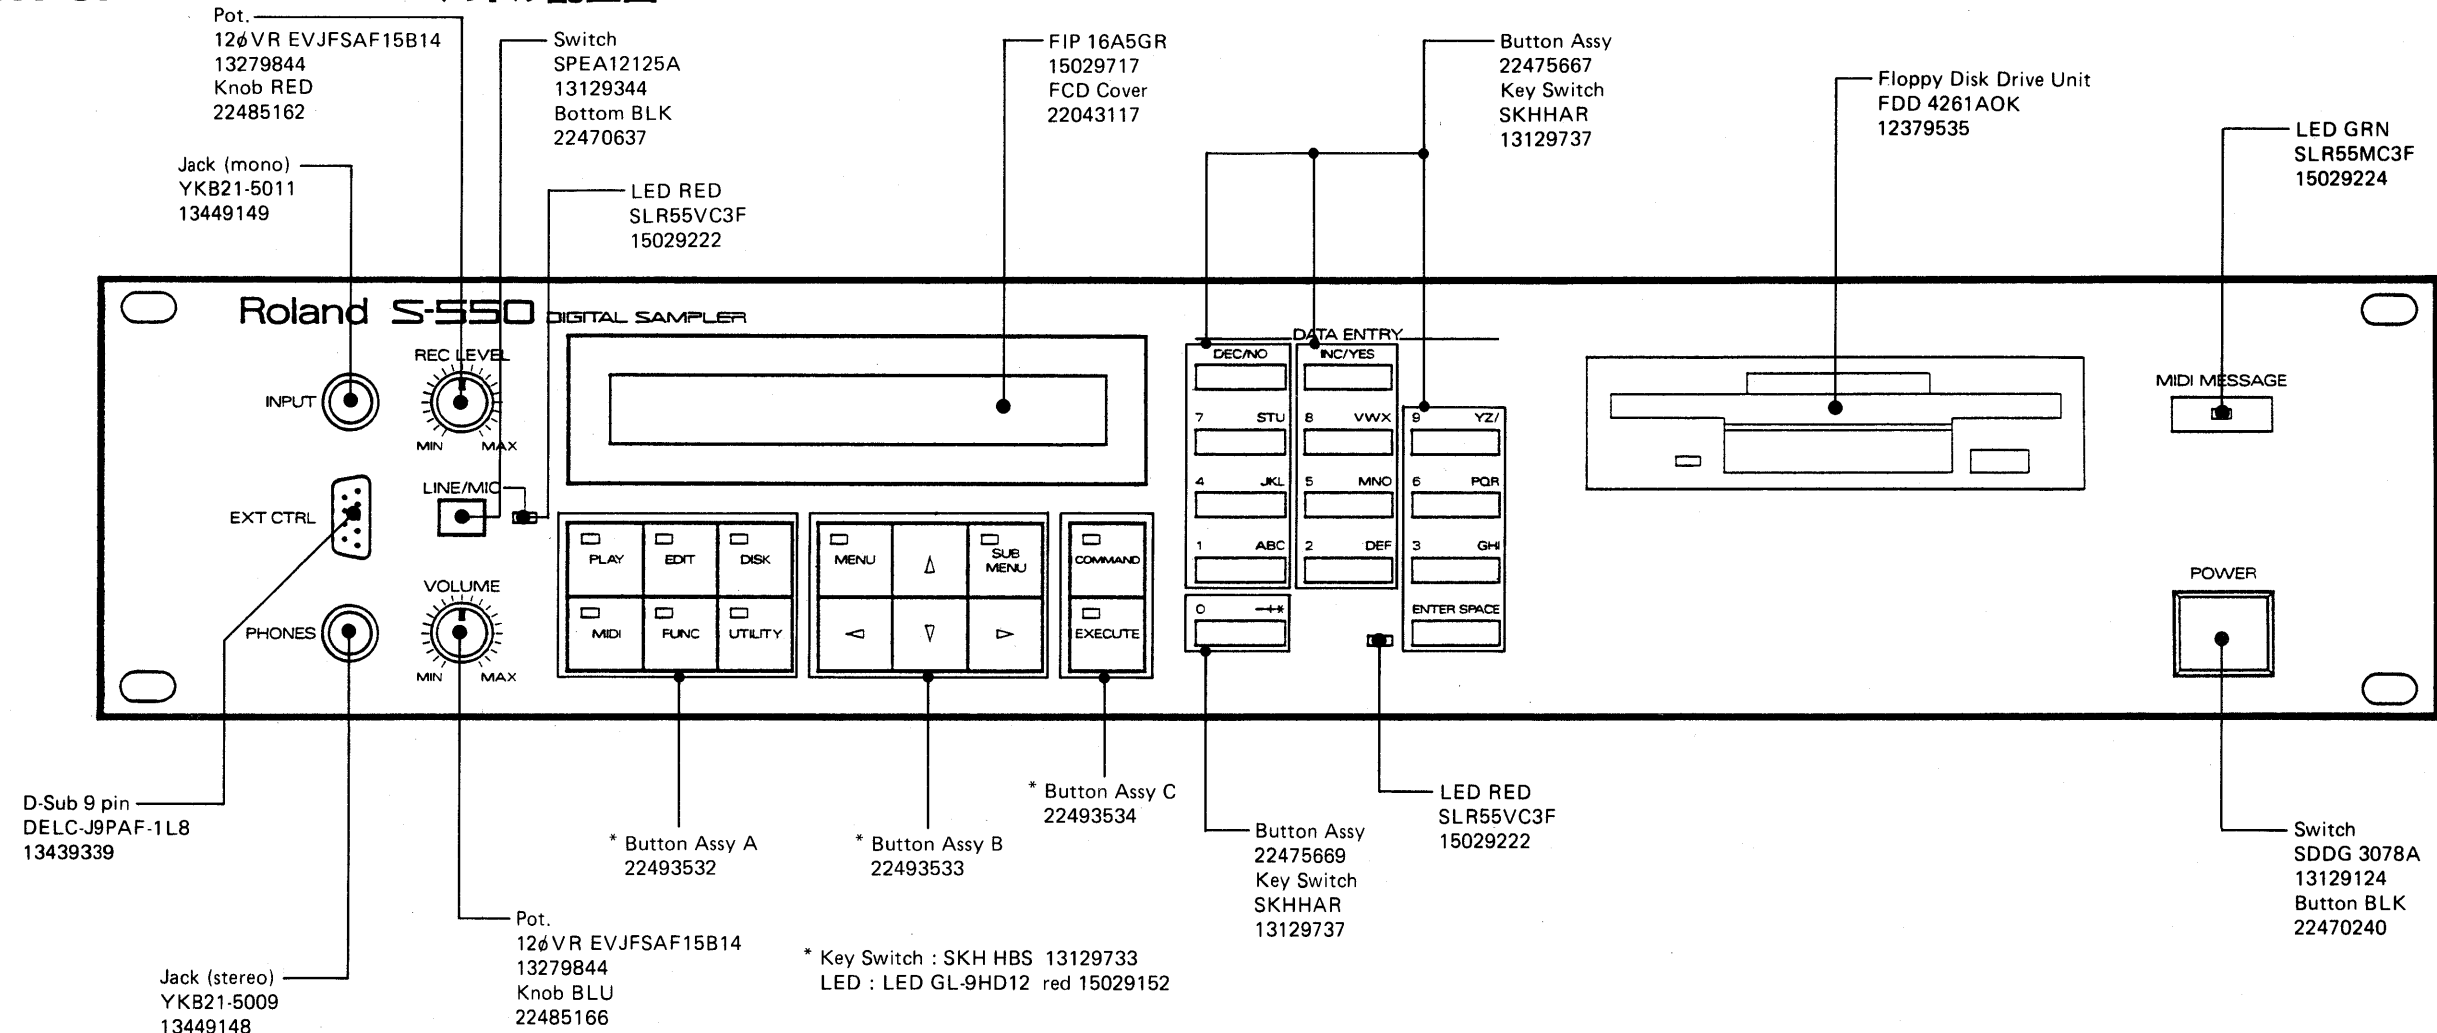 Pot.
12φVR EVJFSAF15B14
13279844
Knob RED
22485162
Switch
SPEA12125A
13129344
Bottom BLK
22470637
FIP 16A5GR
15029717
FCD Cover
22043117
Button Assy
22475667
Key Switch
SKHHAR
13129737
Floppy Disk Drive Unit
FDD 4261AOK
12379535
LED GRN
SLR55MC3F
15029224
Jack (mono)
YKB21-5011
13449149
LED RED
SLR55VC3F
15029222
Roland S-550 DIGITAL SAMPLER
REC LEVEL
INPUT
MIN MAX
LINE/MIC
EXT CTRL
VOLUME
PHONES
MIN MAX
PLAY EDIT DISK
MIDI FUNC UTILITY
MENU △ SUB MENU
◁ ▽ ▷
COMMAND
EXECUTE
DATA ENTRY
DEC/NO INC/YES
7 STU 8 VWX 9 YZ/
4 JKL 5 MNO 6 PQR
1 ABC 2 DEF 3 GHI
0 -+* ENTER SPACE
MIDI MESSAGE
POWER
D-Sub 9 pin
DELC-J9PAF-1L8
13439339
* Button Assy A
22493532
* Button Assy B
22493533
* Button Assy C
22493534
Button Assy
22475669
Key Switch
SKHHAR
13129737
LED RED
SLR55VC3F
15029222
Switch
SDDG 3078A
13129124
Button BLK
22470240
Jack (stereo)
YKB21-5009
13449148
Pot.
12φVR EVJFSAF15B14
13279844
Knob BLU
22485166
* Key Switch : SKH HBS 13129733
LED : LED GL-9HD12 red 15029152